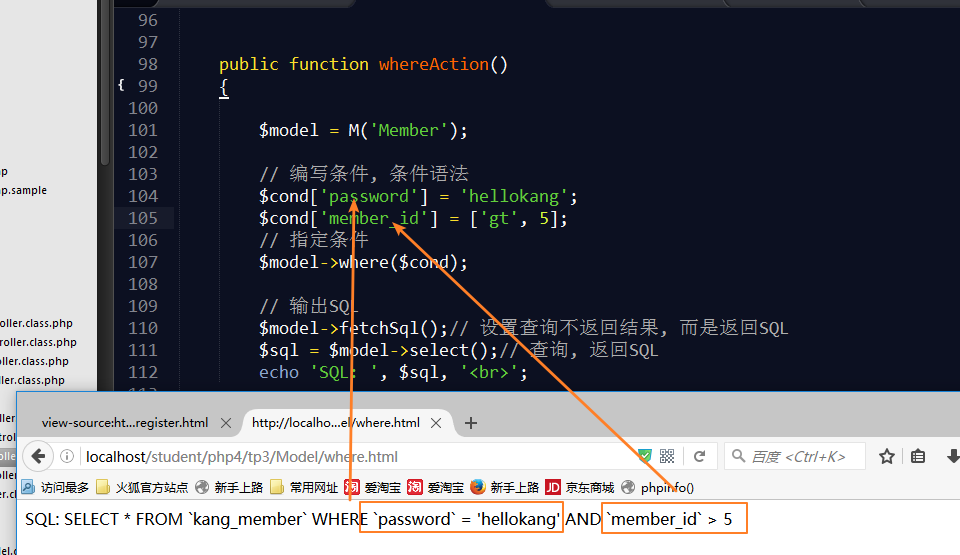 96
97
98 public function whereAction()
{ 99 {
100
101 $model = M('Member');
102
103 // 编写条件, 条件语法
104 $cond['password'] = 'hellokang';
105 $cond['member_id'] = ['gt', 5];
106 // 指定条件
107 $model->where($cond);
108
109 // 输出SQL
110 $model->fetchSql();// 设置查询不返回结果, 而是返回SQL
111 $sql = $model->select();// 查询, 返回SQL
112 echo 'SQL: ', $sql, '<br>';
p.sample
oller.class.php
roller.class.php
oller.class.php
ler.class.php
view-source:ht...register.html
http://localho...el/where.html
localhost/student/php4/tp3/Model/where.html
百度 <Ctrl+K>
访问最多 火狐官方站点 新手上路 常用网址 淘 爱淘宝 淘 爱淘宝 新手上路 JD 京东商城 phpinfo()
SQL: SELECT * FROM `kang_member` WHERE `password` = 'hellokang' AND `member_id` > 5